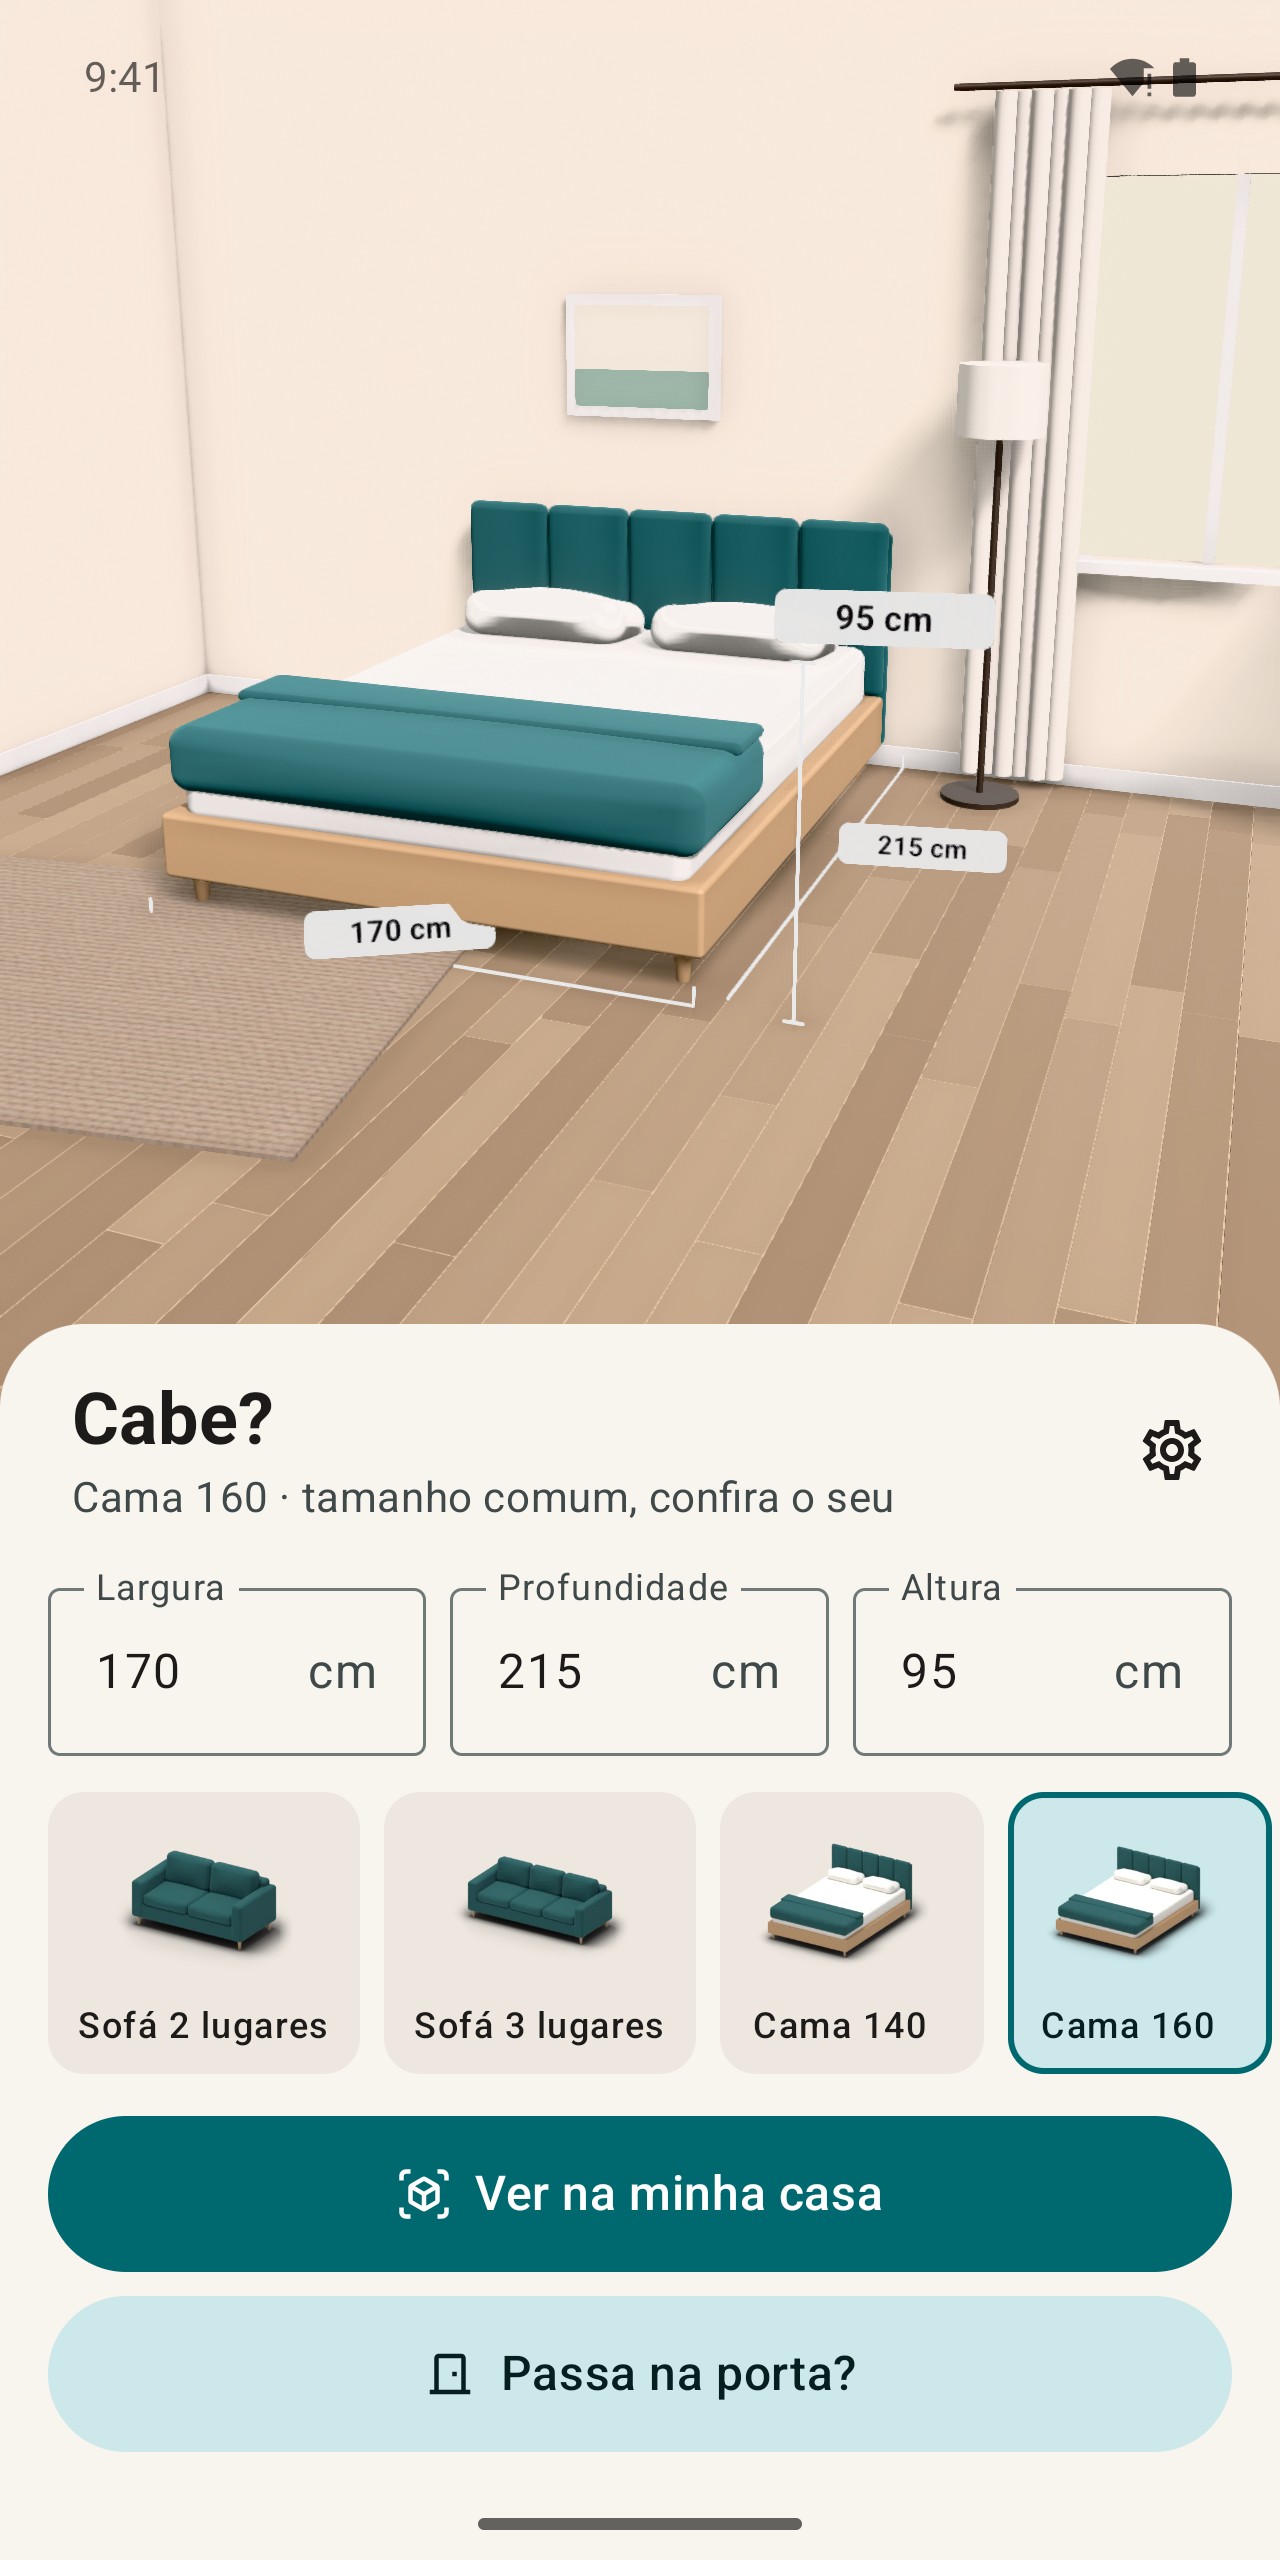 9:41
95 cm
215 cm
170 cm
Cabe?
Cama 160 · tamanho comum, confira o seu
Largura
Profundidade
Altura
170 cm
215 cm
95 cm
Sofá 2 lugares
Sofá 3 lugares
Cama 140
Cama 160
Ver na minha casa
Passa na porta?